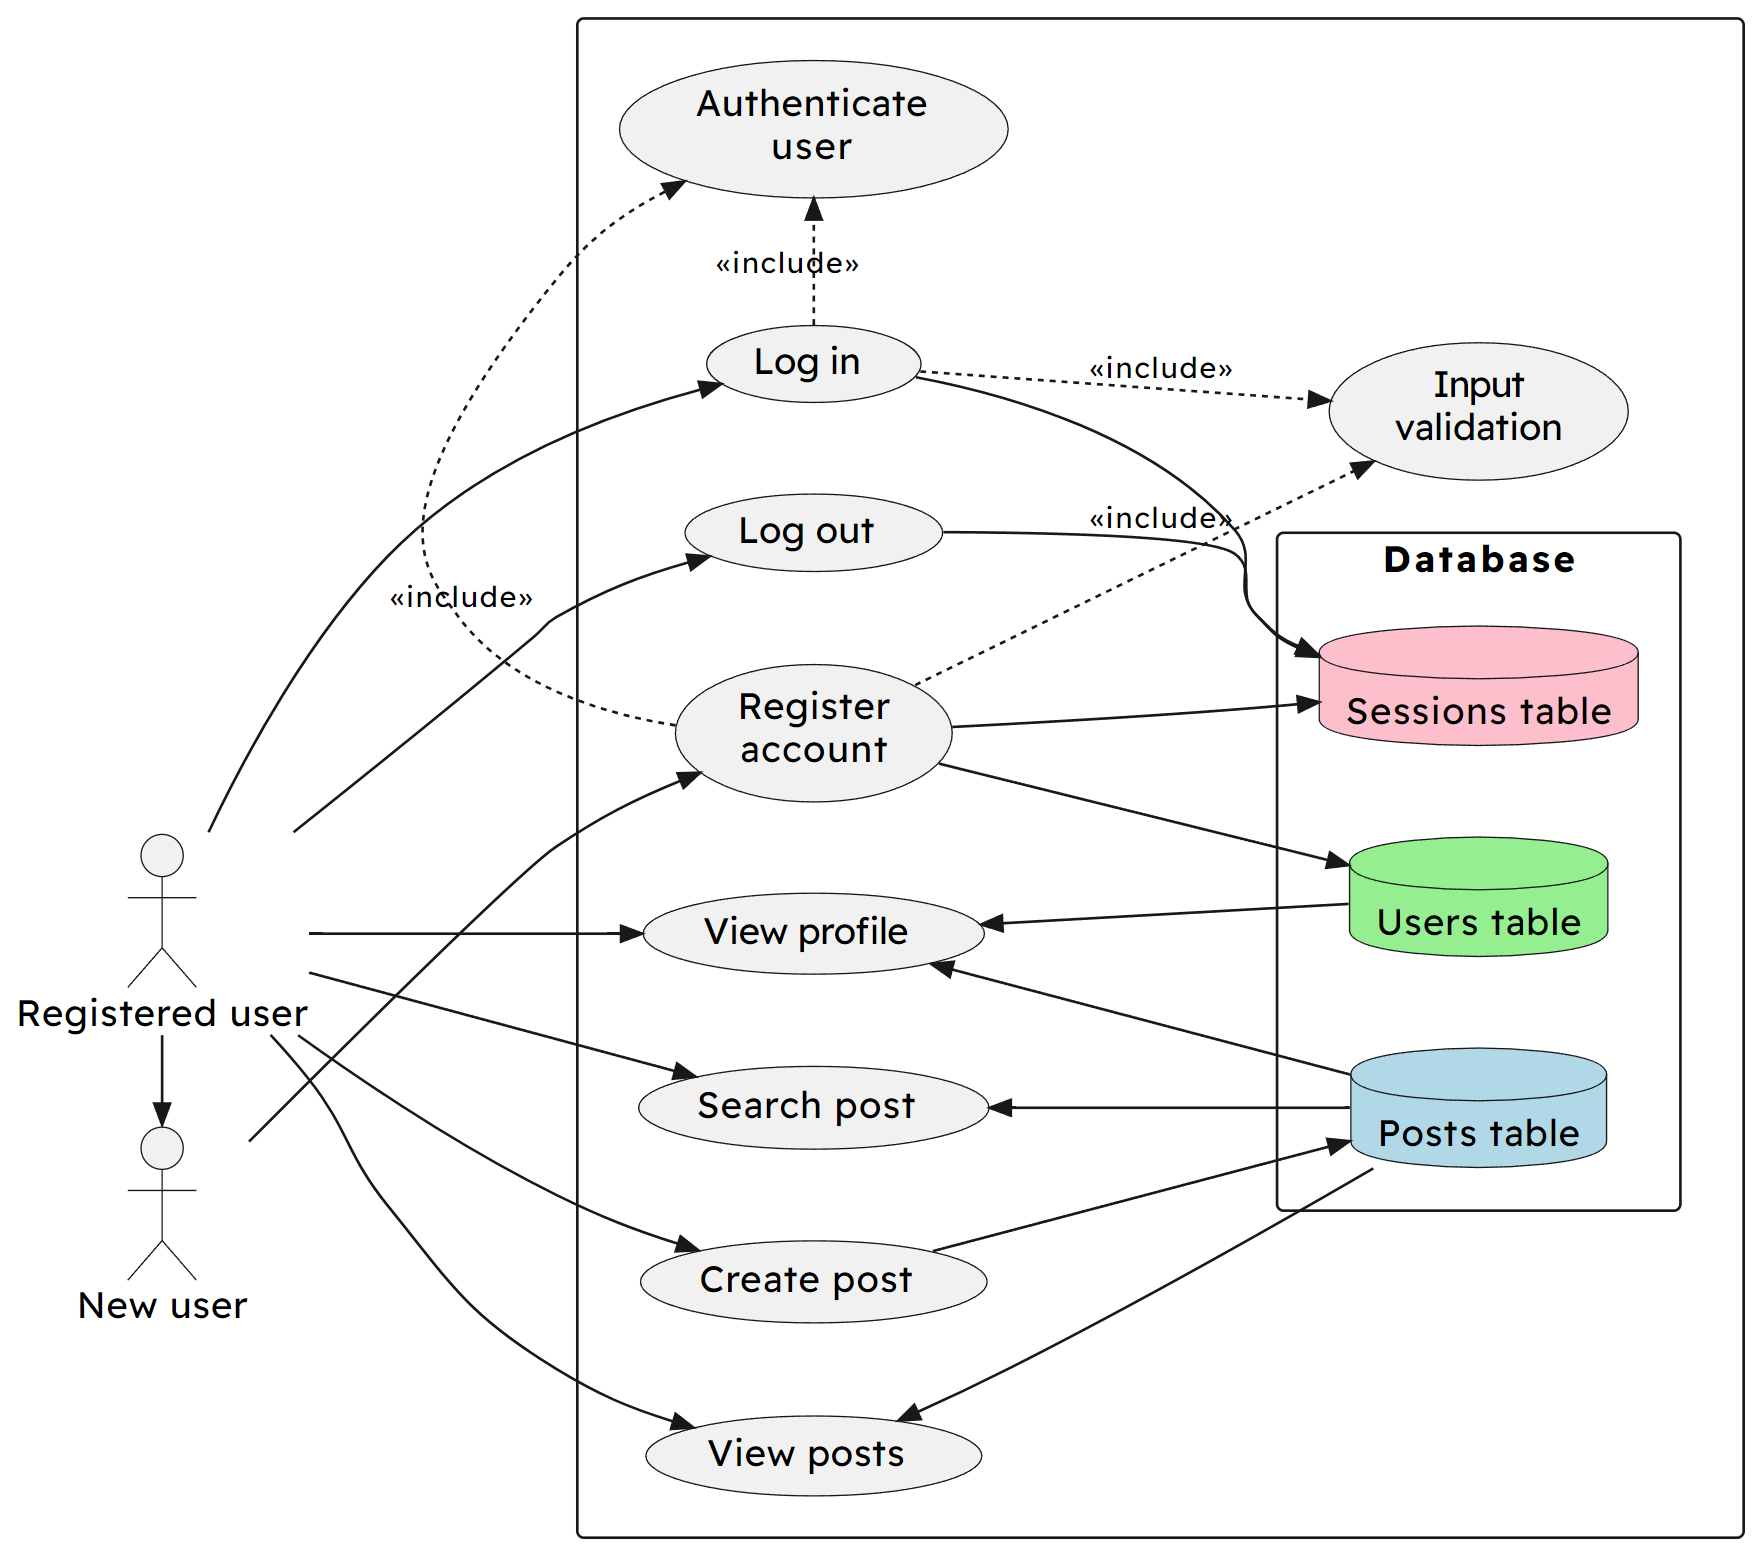 Authenticate
user
«include»
Log in
«include»
Input
validation
Log out
«include»
Database
«include»
Register
account
Sessions table
View profile
Users table
Registered user
Search post
Posts table
Create post
New user
View posts